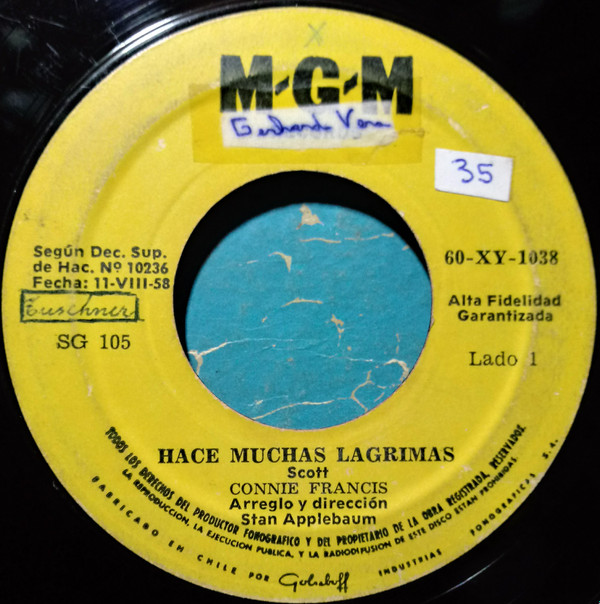 X
M-G-M
Gerhard Vera
35
Según Dec. Sup.
de Hac. Nº 10236
Fecha: 11-VIII-58
Euschner
SG 105
60-XY-1038
Alta Fidelidad
Garantizada
Lado 1
HACE MUCHAS LAGRIMAS
Scott
CONNIE FRANCIS
Arreglo y dirección
Stan Applebaum
TODOS LOS DERECHOS DEL PRODUCTOR FONOGRAFICO Y DEL PROPIETARIO DE LA OBRA REGISTRADA, RESERVADOS
LA REPRODUCCION, LA EJECUCION PUBLICA, Y LA RADIODIFUSION DE ESTE DISCO ESTAN PROHIBIDAS
FABRICADO EN CHILE POR Golsaboff INDUSTRIAS FONOGRAFICAS S. A.